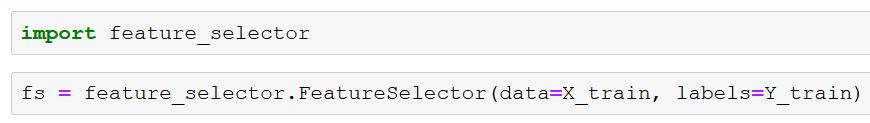 import feature_selector
fs = feature_selector.FeatureSelector(data=X_train, labels=Y_train)